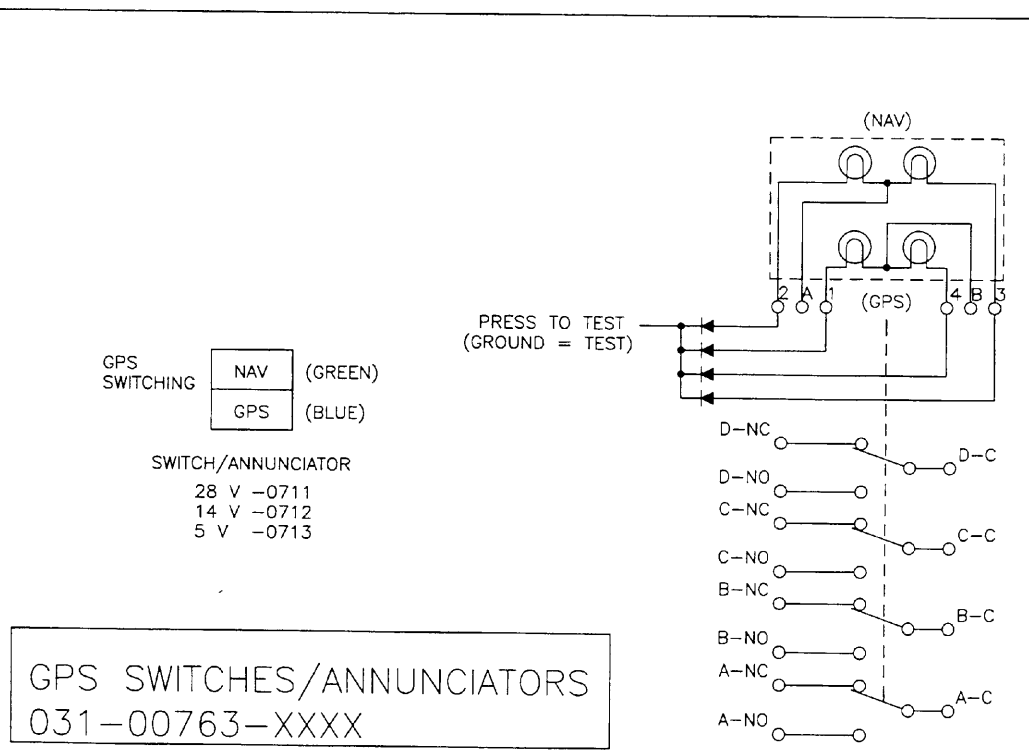 (NAV)
2 A 1 (GPS) 4 B 3
PRESS TO TEST
(GROUND = TEST)
GPS
SWITCHING
NAV (GREEN)
GPS (BLUE)
SWITCH/ANNUNCIATOR
28 V -0711
14 V -0712
5 V -0713
D-NC
D-C
D-NO
C-NC
C-C
C-NO
B-NC
B-C
B-NO
A-NC
A-C
A-NO
GPS SWITCHES/ANNUNCIATORS
031-00763-XXXX